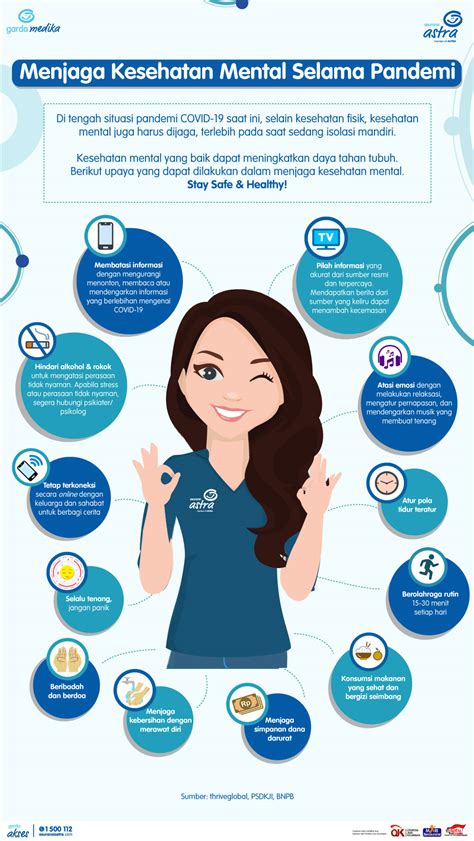 garda
medika
asuransi
astra
Menjaga Kesehatan Mental Selama Pandemi
Di tengah situasi pandemi COVID-19 saat ini, selain kesehatan fisik, kesehatan
mental juga harus dijaga, terlebih pada saat sedang isolasi mandiri.
Kesehatan mental yang baik dapat meningkatkan daya tahan tubuh.
Berikut upaya yang dapat dilakukan dalam menjaga kesehatan mental.
Stay Safe & Healthy!
Membatasi informasi
dengan mengurangi
menonton, membaca atau
mendengarkan informasi
yang berlebihan mengenai
COVID-19
TV
Pilah informasi yang
akurat dari sumber resmi
dan terpercaya.
Mendapatkan berita dari
sumber yang keliru dapat
menambah kecemasan
Hindari alkohol & rokok
untuk mengatasi perasaan
tidak nyaman. Apabila stress
atau perasaan tidak nyaman,
segera hubungi psikiater/
psikolog
Atasi emosi dengan
melakukan relaksasi,
mengatur pernapasan, dan
mendengarkan musik yang
membuat tenang
Tetap terkoneksi
secara online dengan
keluarga dan sahabat
untuk berbagi cerita
asuransi
astra
Atur pola
tidur teratur
Selalu tenang,
jangan panik
Berolahraga rutin
15-30 menit
setiap hari
Beribadah
dan berdoa
Menjaga
kebersihan dengan
merawat diri
Rp
Menjaga
simpanan dana
darurat
Konsumsi makanan
yang sehat dan
bergizi seimbang
Sumber: thriveglobal, PSDKJI, BNPB
garda
akses
1 500 112
asuransiastra.com